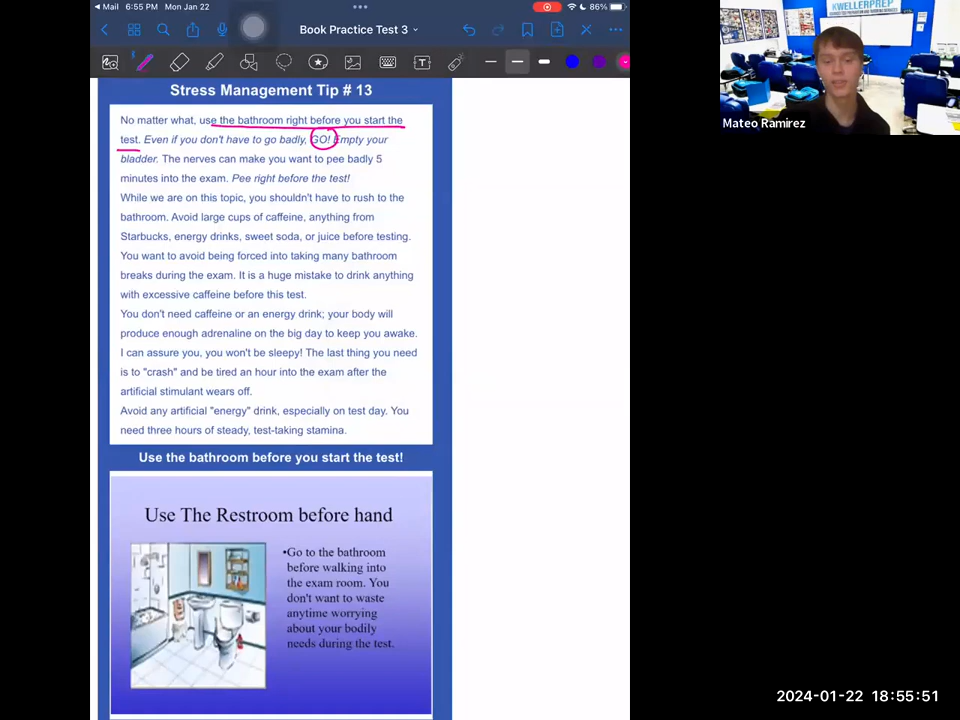 Mail 6:55 PM Mon Jan 22
86%
Book Practice Test 3
Stress Management Tip # 13
No matter what, use the bathroom right before you start the
test. Even if you don't have to go badly, GO! Empty your
bladder. The nerves can make you want to pee badly 5
minutes into the exam. Pee right before the test!
While we are on this topic, you shouldn't have to rush to the
bathroom. Avoid large cups of caffeine, anything from
Starbucks, energy drinks, sweet soda, or juice before testing.
You want to avoid being forced into taking many bathroom
breaks during the exam. It is a huge mistake to drink anything
with excessive caffeine before this test.
You don't need caffeine or an energy drink; your body will
produce enough adrenaline on the big day to keep you awake.
I can assure you, you won't be sleepy! The last thing you need
is to "crash" and be tired an hour into the exam after the
artificial stimulant wears off.
Avoid any artificial "energy" drink, especially on test day. You
need three hours of steady, test-taking stamina.
Use the bathroom before you start the test!
Use The Restroom before hand
•Go to the bathroom
before walking into
the exam room. You
don't want to waste
anytime worrying
about your bodily
needs during the test.
KWELLERPREP
Mateo Ramirez
2024-01-22 18:55:51